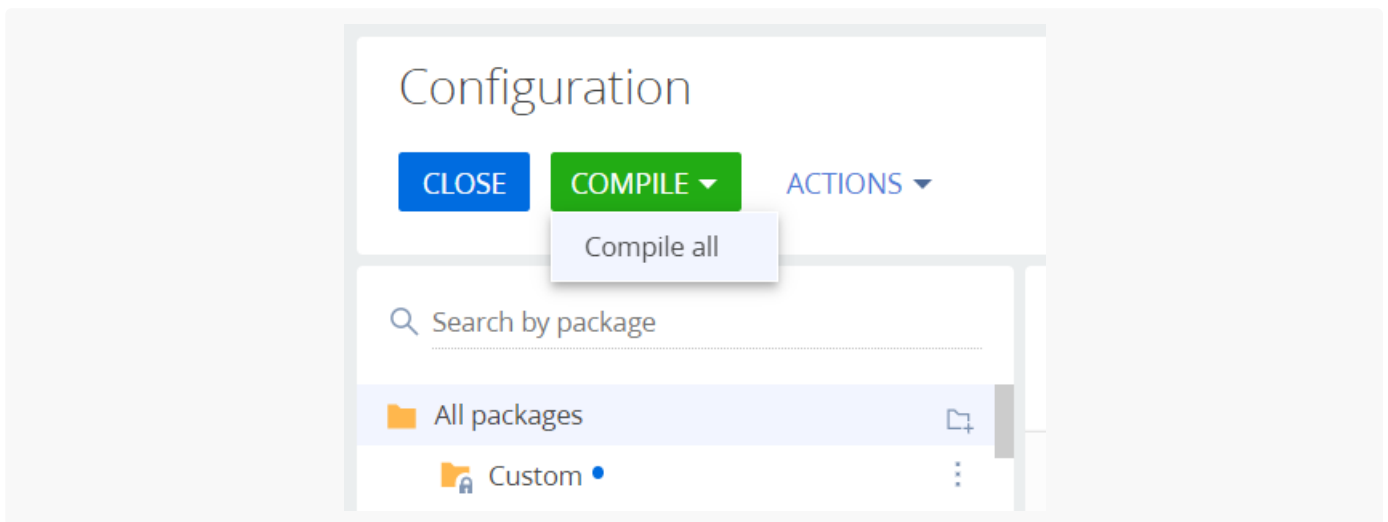 Configuration
CLOSE COMPILE ACTIONS
Compile all
Search by package
All packages
Custom